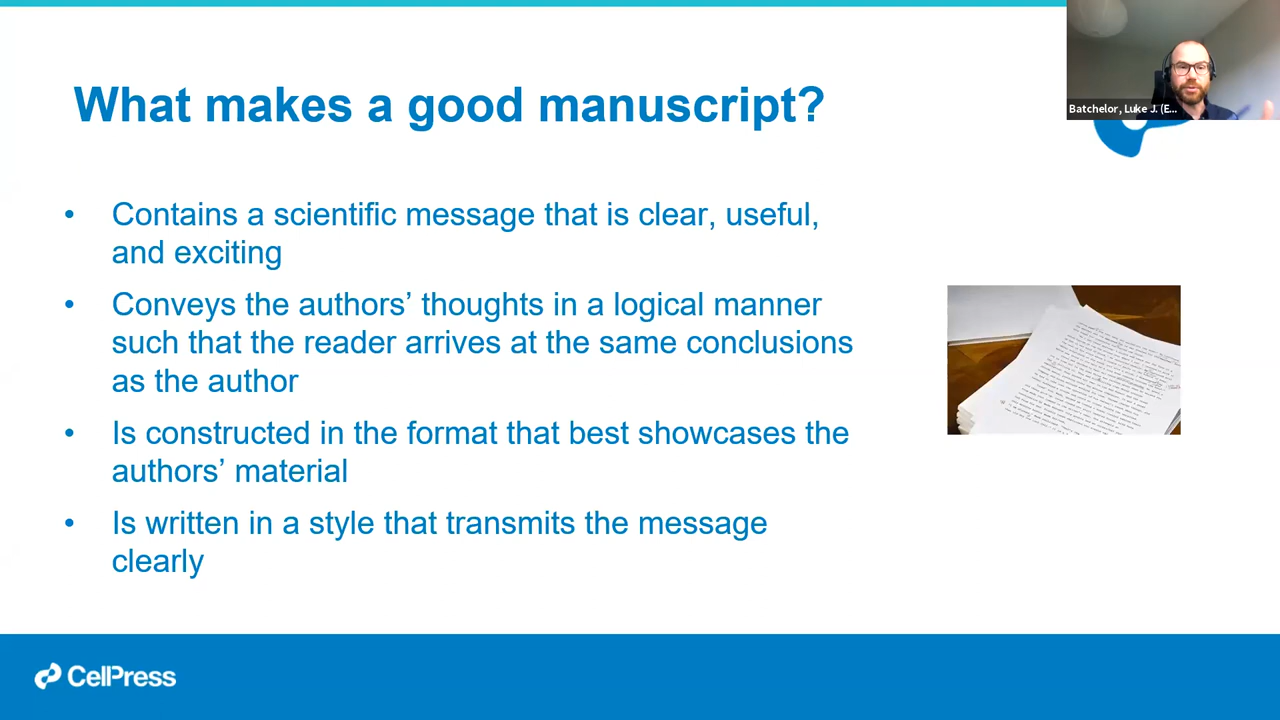 Batchelor, Luke J. (E...
What makes a good manuscript?
• Contains a scientific message that is clear, useful,
and exciting
• Conveys the authors’ thoughts in a logical manner
such that the reader arrives at the same conclusions
as the author
• Is constructed in the format that best showcases the
authors’ material
• Is written in a style that transmits the message
clearly
CellPress